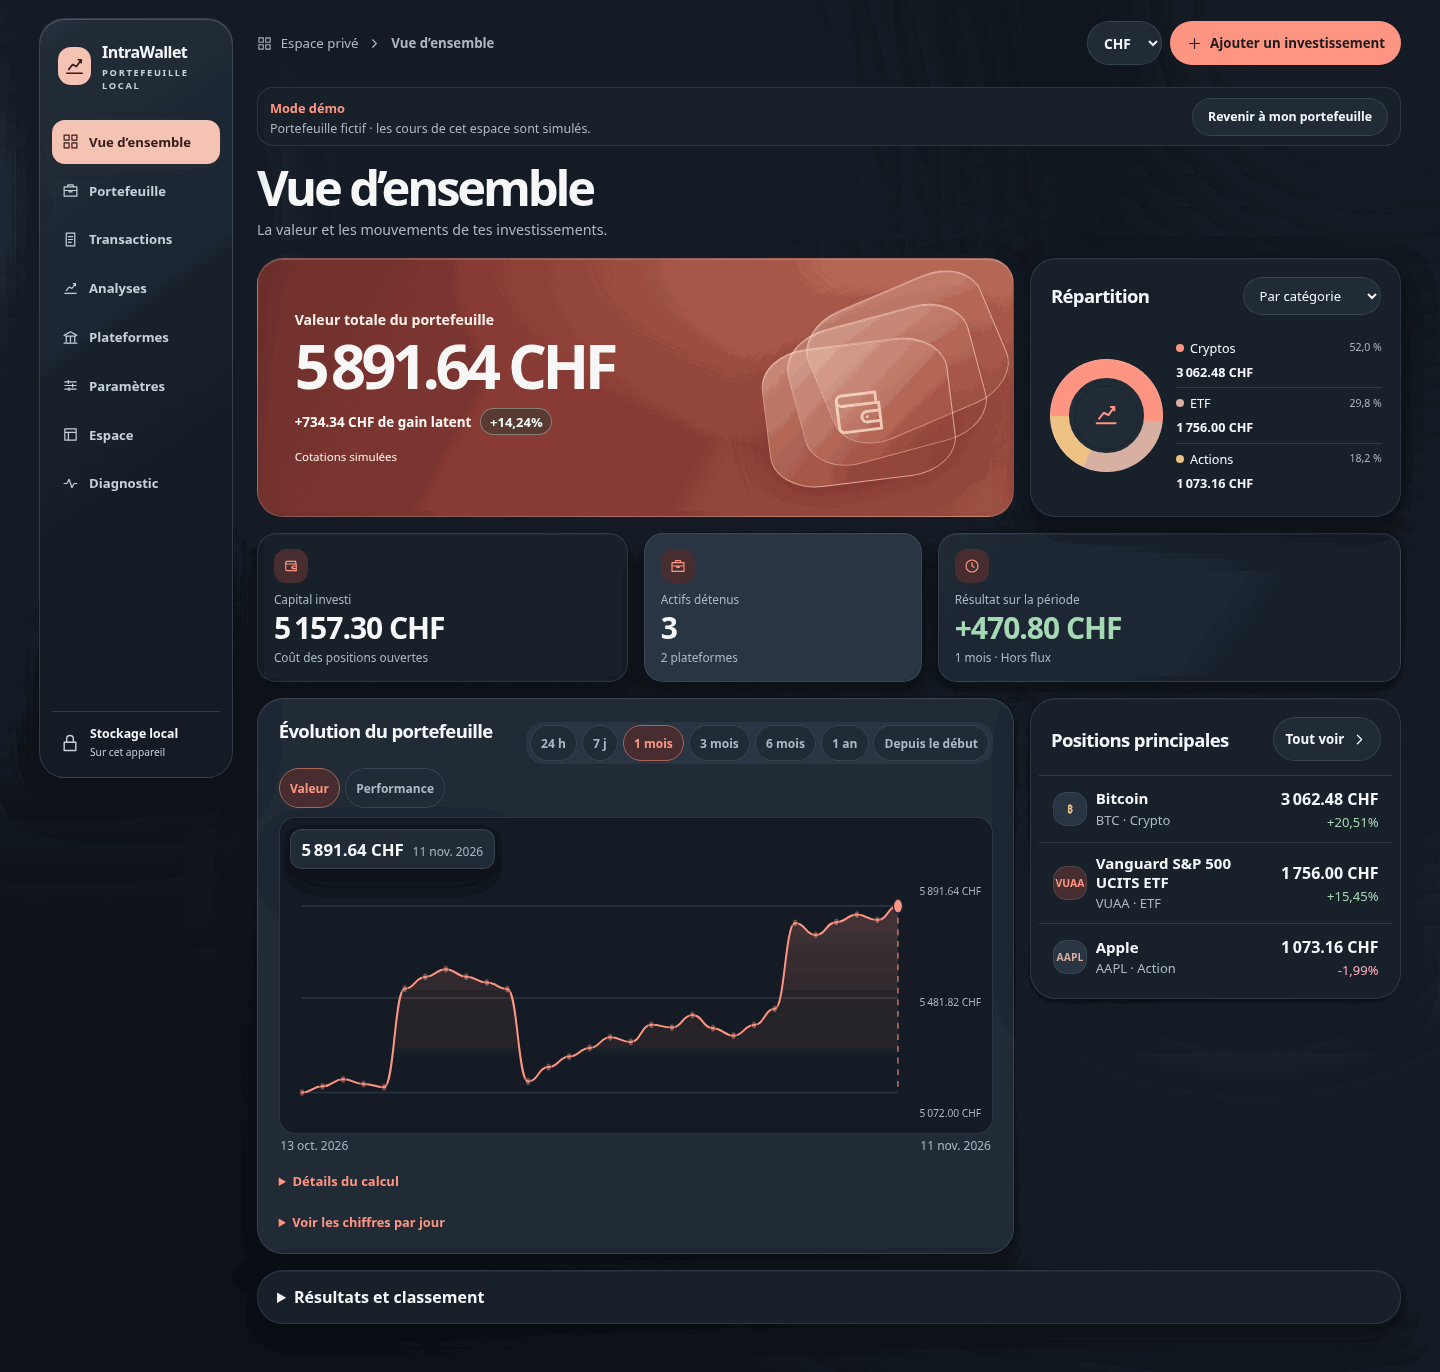 IntraWallet
PORTEFEUILLE
LOCAL
Vue d’ensemble
Portefeuille
Transactions
Analyses
Plateformes
Paramètres
Espace
Diagnostic
Stockage local
Sur cet appareil
Espace privé
Vue d’ensemble
CHF
Ajouter un investissement
Mode démo
Portefeuille fictif · les cours de cet espace sont simulés.
Revenir à mon portefeuille
Vue d’ensemble
La valeur et les mouvements de tes investissements.
Valeur totale du portefeuille
5 891.64 CHF
+734.34 CHF de gain latent
+14,24%
Cotations simulées
Répartition
Par catégorie
Cryptos
52,0 %
3 062.48 CHF
ETF
29,8 %
1 756.00 CHF
Actions
18,2 %
1 073.16 CHF
Capital investi
5 157.30 CHF
Coût des positions ouvertes
Actifs détenus
3
2 plateformes
Résultat sur la période
+470.80 CHF
1 mois · Hors flux
Évolution du portefeuille
24 h
7 j
1 mois
3 mois
6 mois
1 an
Depuis le début
Valeur
Performance
5 891.64 CHF 11 nov. 2026
5 891.64 CHF
5 481.82 CHF
5 072.00 CHF
13 oct. 2026
11 nov. 2026
Détails du calcul
Voir les chiffres par jour
Positions principales
Tout voir
₿
Bitcoin
BTC · Crypto
3 062.48 CHF
+20,51%
VUAA
Vanguard S&P 500
UCITS ETF
VUAA · ETF
1 756.00 CHF
+15,45%
AAPL
Apple
AAPL · Action
1 073.16 CHF
-1,99%
Résultats et classement